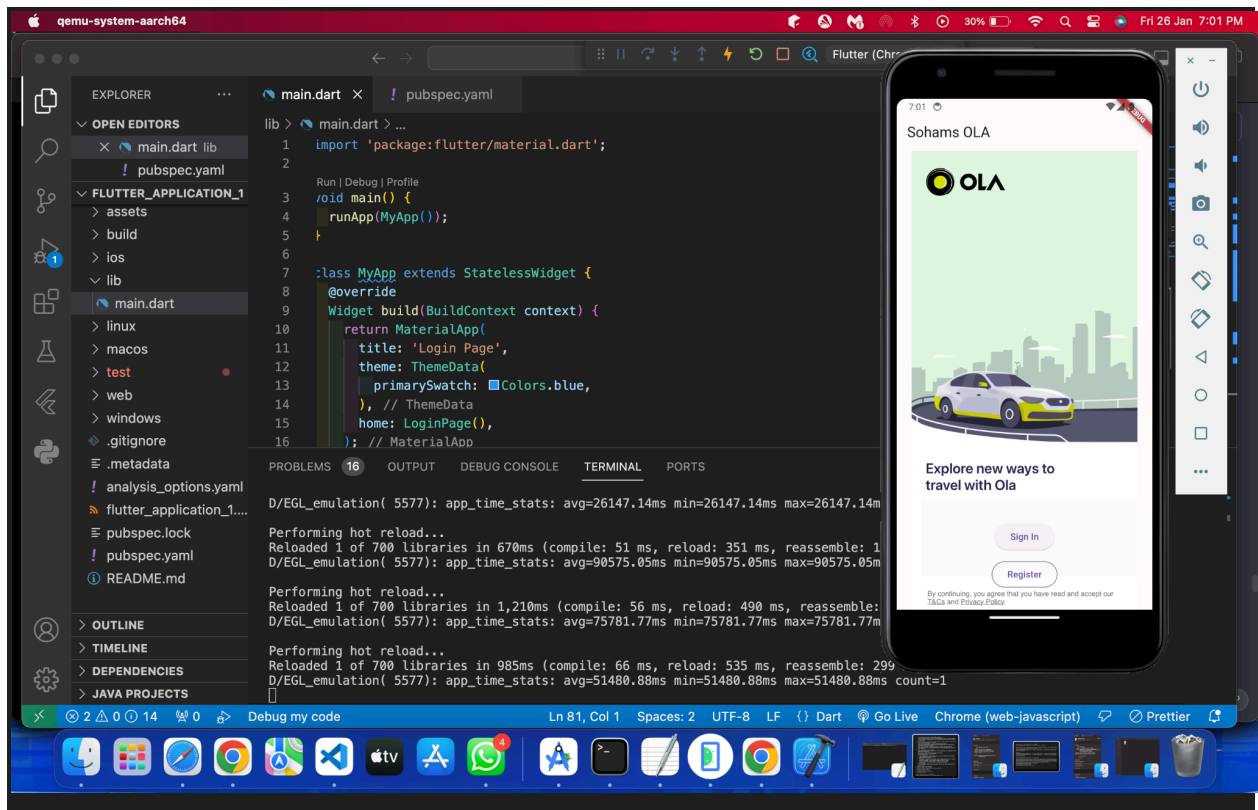 qemu-system-aarch64
30%
Fri 26 Jan 7:01 PM
Flutter (Chro
EXPLORER
OPEN EDITORS
main.dart lib
! pubspec.yaml
FLUTTER_APPLICATION_1
assets
build
ios
lib
main.dart
linux
macos
test
web
windows
.gitignore
.metadata
! analysis_options.yaml
flutter_application_1....
pubspec.lock
! pubspec.yaml
README.md
OUTLINE
TIMELINE
DEPENDENCIES
JAVA PROJECTS
1
main.dart
! pubspec.yaml
lib > main.dart > ...
1 import 'package:flutter/material.dart';
2
Run | Debug | Profile
3 void main() {
4 runApp(MyApp());
5 }
6
7 class MyApp extends StatelessWidget {
8 @override
9 Widget build(BuildContext context) {
10 return MaterialApp(
11 title: 'Login Page',
12 theme: ThemeData(
13 primarySwatch: Colors.blue,
14 ), // ThemeData
15 home: LoginPage(),
16 ); // MaterialApp
PROBLEMS 16 OUTPUT DEBUG CONSOLE TERMINAL PORTS
D/EGL_emulation( 5577): app_time_stats: avg=26147.14ms min=26147.14ms max=26147.14m
Performing hot reload...
Reloaded 1 of 700 libraries in 670ms (compile: 51 ms, reload: 351 ms, reassemble: 1
D/EGL_emulation( 5577): app_time_stats: avg=90575.05ms min=90575.05ms max=90575.05m
Performing hot reload...
Reloaded 1 of 700 libraries in 1,210ms (compile: 56 ms, reload: 490 ms, reassemble:
D/EGL_emulation( 5577): app_time_stats: avg=75781.77ms min=75781.77ms max=75781.77m
Performing hot reload...
Reloaded 1 of 700 libraries in 985ms (compile: 66 ms, reload: 535 ms, reassemble: 299
D/EGL_emulation( 5577): app_time_stats: avg=51480.88ms min=51480.88ms max=51480.88ms count=1
7:01
DEBUG
Sohams OLA
OLA
Explore new ways to
travel with Ola
Sign In
Register
By continuing, you agree that you have read and accept our
T&Cs and Privacy Policy.
2 0 14 0 Debug my code
Ln 81, Col 1 Spaces: 2 UTF-8 LF {} Dart Go Live Chrome (web-javascript) Prettier
tv
4